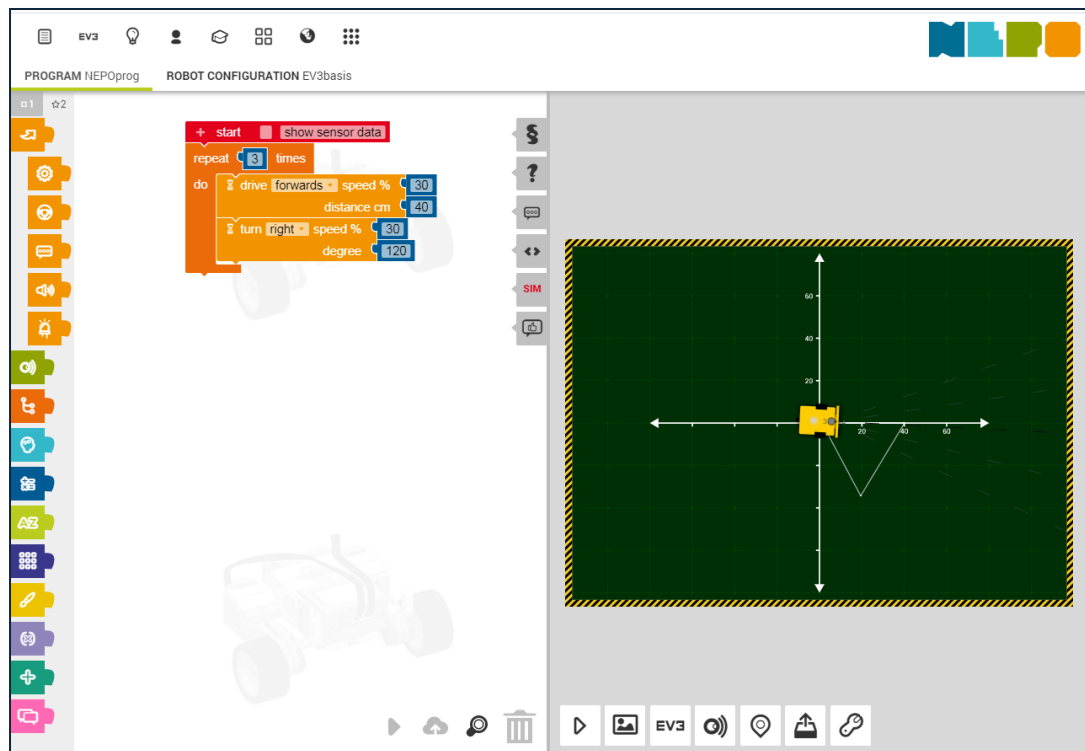 EV3
PROGRAM NEPOprog
ROBOT CONFIGURATION EV3basis
1
2
+ start show sensor data
repeat 3 times
do
drive forwards speed % 30
distance cm 40
turn right speed % 30
degree 120
SIM
60
40
20
20 40 60
EV3